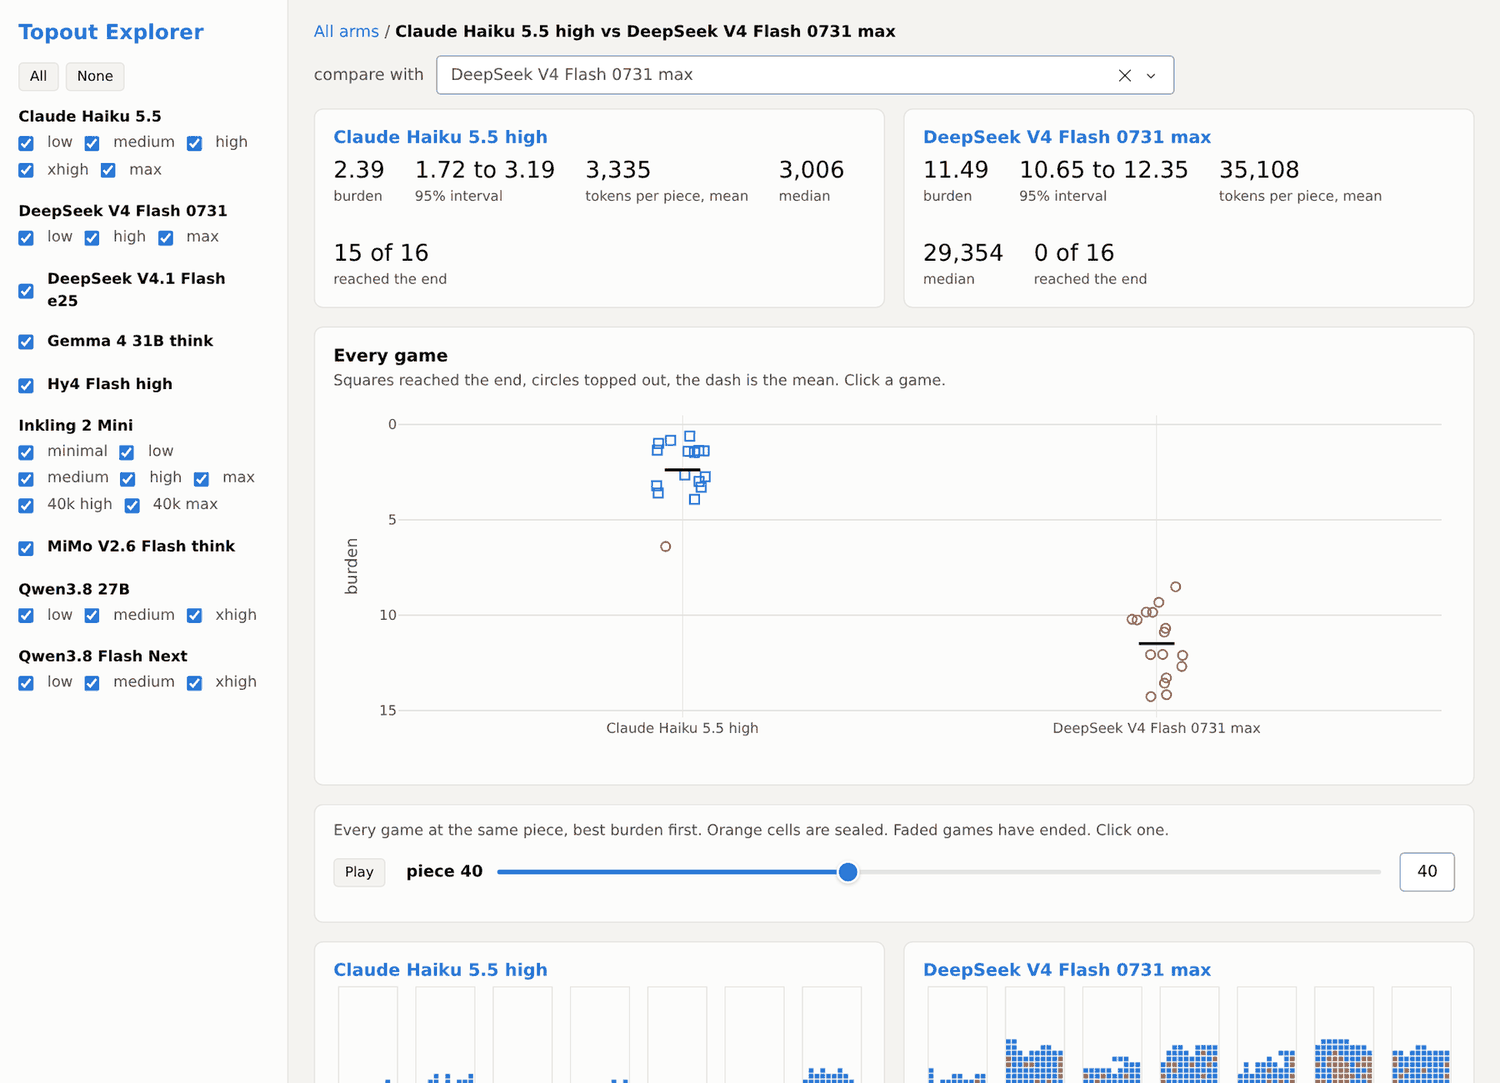 Topout Explorer
All None
Claude Haiku 5.5
low medium high
xhigh max
DeepSeek V4 Flash 0731
low high max
DeepSeek V4.1 Flash
e25
Gemma 4 31B think
Hy4 Flash high
Inkling 2 Mini
minimal low
medium high max
40k high 40k max
MiMo V2.6 Flash think
Qwen3.8 27B
low medium xhigh
Qwen3.8 Flash Next
low medium xhigh
All arms / Claude Haiku 5.5 high vs DeepSeek V4 Flash 0731 max
compare with DeepSeek V4 Flash 0731 max
Claude Haiku 5.5 high
2.39 1.72 to 3.19 3,335 3,006
burden 95% interval tokens per piece, mean median
15 of 16
reached the end
DeepSeek V4 Flash 0731 max
11.49 10.65 to 12.35 35,108
burden 95% interval tokens per piece, mean
29,354 0 of 16
median reached the end
Every game
Squares reached the end, circles topped out, the dash is the mean. Click a game.
0
5
10
15
burden
Claude Haiku 5.5 high DeepSeek V4 Flash 0731 max
Every game at the same piece, best burden first. Orange cells are sealed. Faded games have ended. Click one.
Play piece 40 40
Claude Haiku 5.5 high
DeepSeek V4 Flash 0731 max